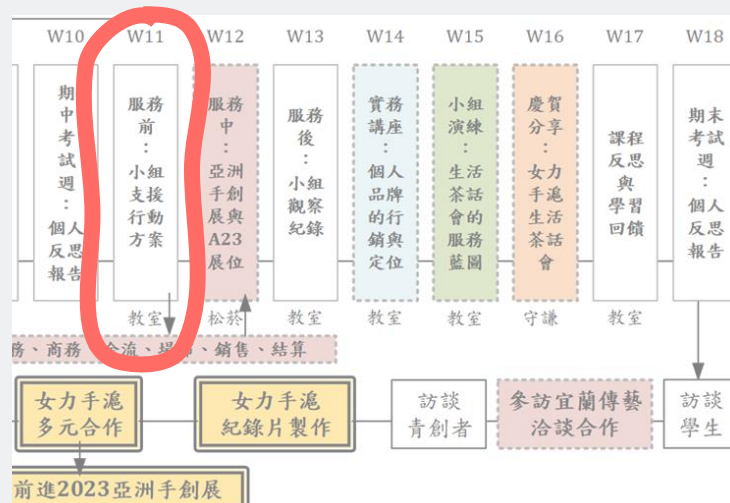 W10 W11 W12 W13 W14 W15 W16 W17 W18
期中考試週：個人反思報告
服務前：小組支援行動方案
服務中：亞洲手創展與A23展位
服務後：小組觀察紀錄
實務講座：個人品牌的行銷與定位
小組演練：生活茶話會的服務藍圖
慶賀分享：女力手滬生活茶話會
課程反思與學習回饋
期末考試週：個人反思報告
教室 松菸 教室 教室 教室 守謙 教室
務、商務、金流、場佈、銷售、結算
女力手滬
多元合作
女力手滬
紀錄片製作
訪談
青創者
參訪宜蘭傳藝
洽談合作
訪談
學生
前進2023亞洲手創展